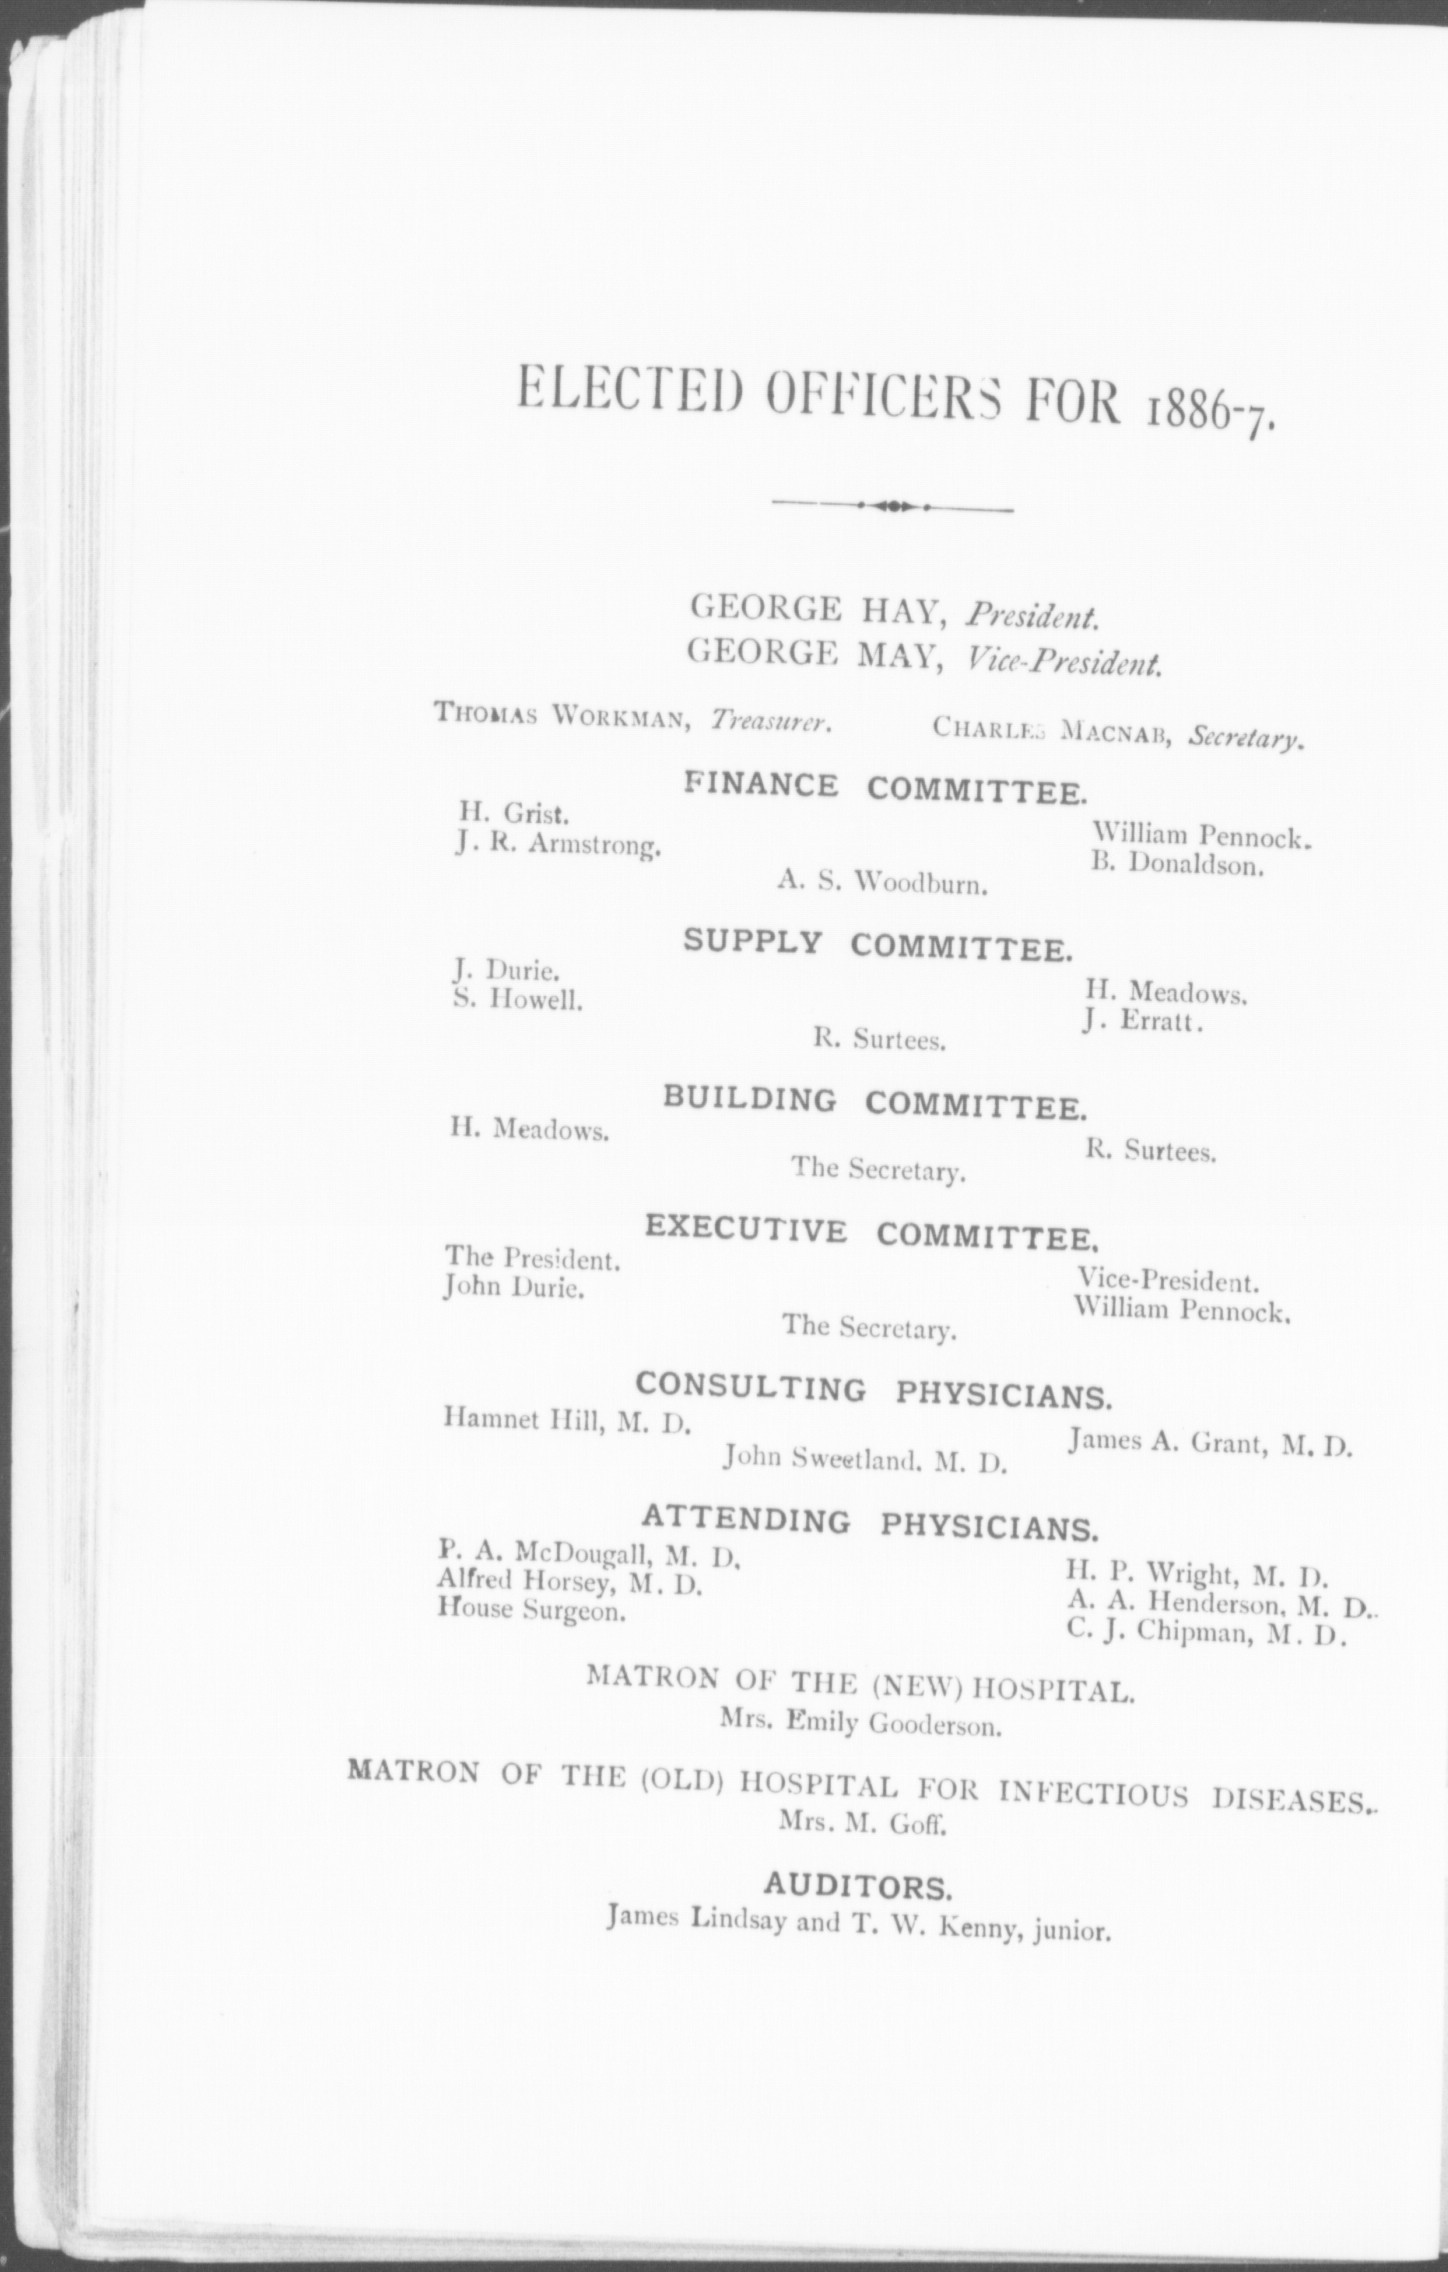 ELECTED OFFICERS FOR 1886-7.
GEORGE HAY, President.
GEORGE MAY, Vice-President.
THOMAS WORKMAN, Treasurer. CHARLES MACNAB, Secretary.
FINANCE COMMITTEE.
H. Grist. William Pennock.
J. R. Armstrong. B. Donaldson.
A. S. Woodburn.
SUPPLY COMMITTEE.
J. Durie. H. Meadows.
S. Howell. J. Erratt.
R. Surtees.
BUILDING COMMITTEE.
H. Meadows. R. Surtees.
The Secretary.
EXECUTIVE COMMITTEE.
The President. Vice-President.
John Durie. William Pennock.
The Secretary.
CONSULTING PHYSICIANS.
Hamnet Hill, M. D. James A. Grant, M. D.
John Sweetland. M. D.
ATTENDING PHYSICIANS.
P. A. McDougall, M. D. H. P. Wright, M. D.
Alfred Horsey, M. D. A. A. Henderson, M. D.
House Surgeon. C. J. Chipman, M. D.
MATRON OF THE (NEW) HOSPITAL.
Mrs. Emily Gooderson.
MATRON OF THE (OLD) HOSPITAL FOR INFECTIOUS DISEASES.
Mrs. M. Goff.
AUDITORS.
James Lindsay and T. W. Kenny, junior.